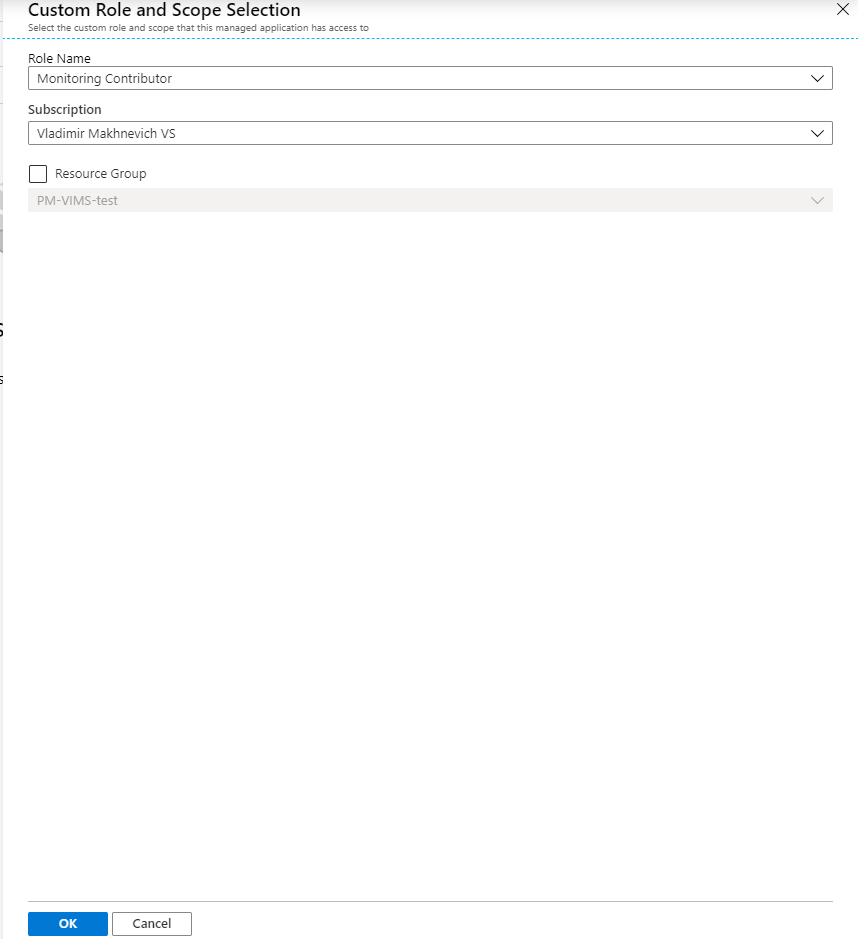 Custom Role and Scope Selection
Select the custom role and scope that this managed application has access to
Role Name
Monitoring Contributor
Subscription
Vladimir Makhnevich VS
Resource Group
PM-VIMS-test
OK
Cancel